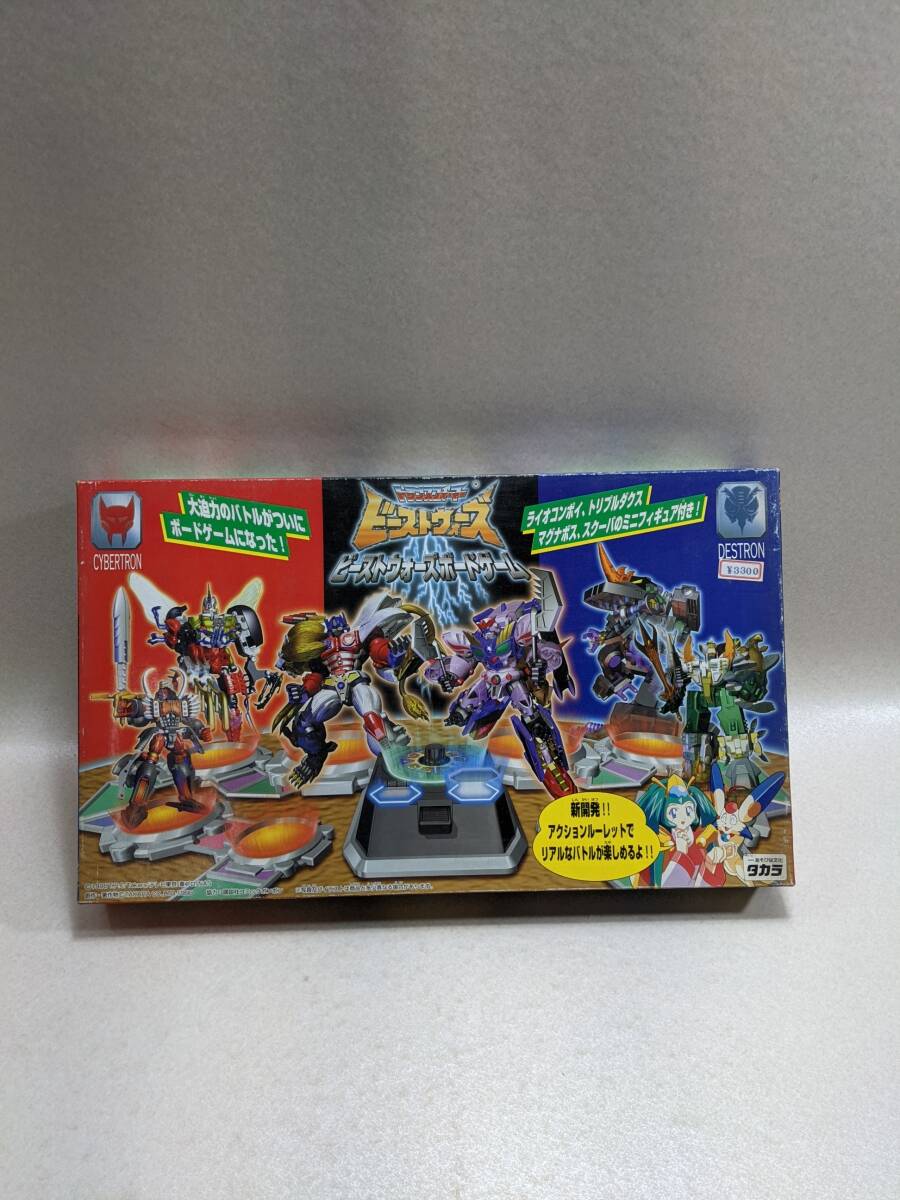 CYBERTRON
大迫力のバトルがついに
ボードゲームになった!
トランスフォーマー
ビーストウォーズ
ビーストウォーズボードゲーム
ライオコンボイ、トリプルダクス
マグナボス、スクーバのミニフィギュア付き!
DESTRON
¥3300
新開発!!
アクションルーレットで
リアルなバトルが楽しめるよ!!
タカラ